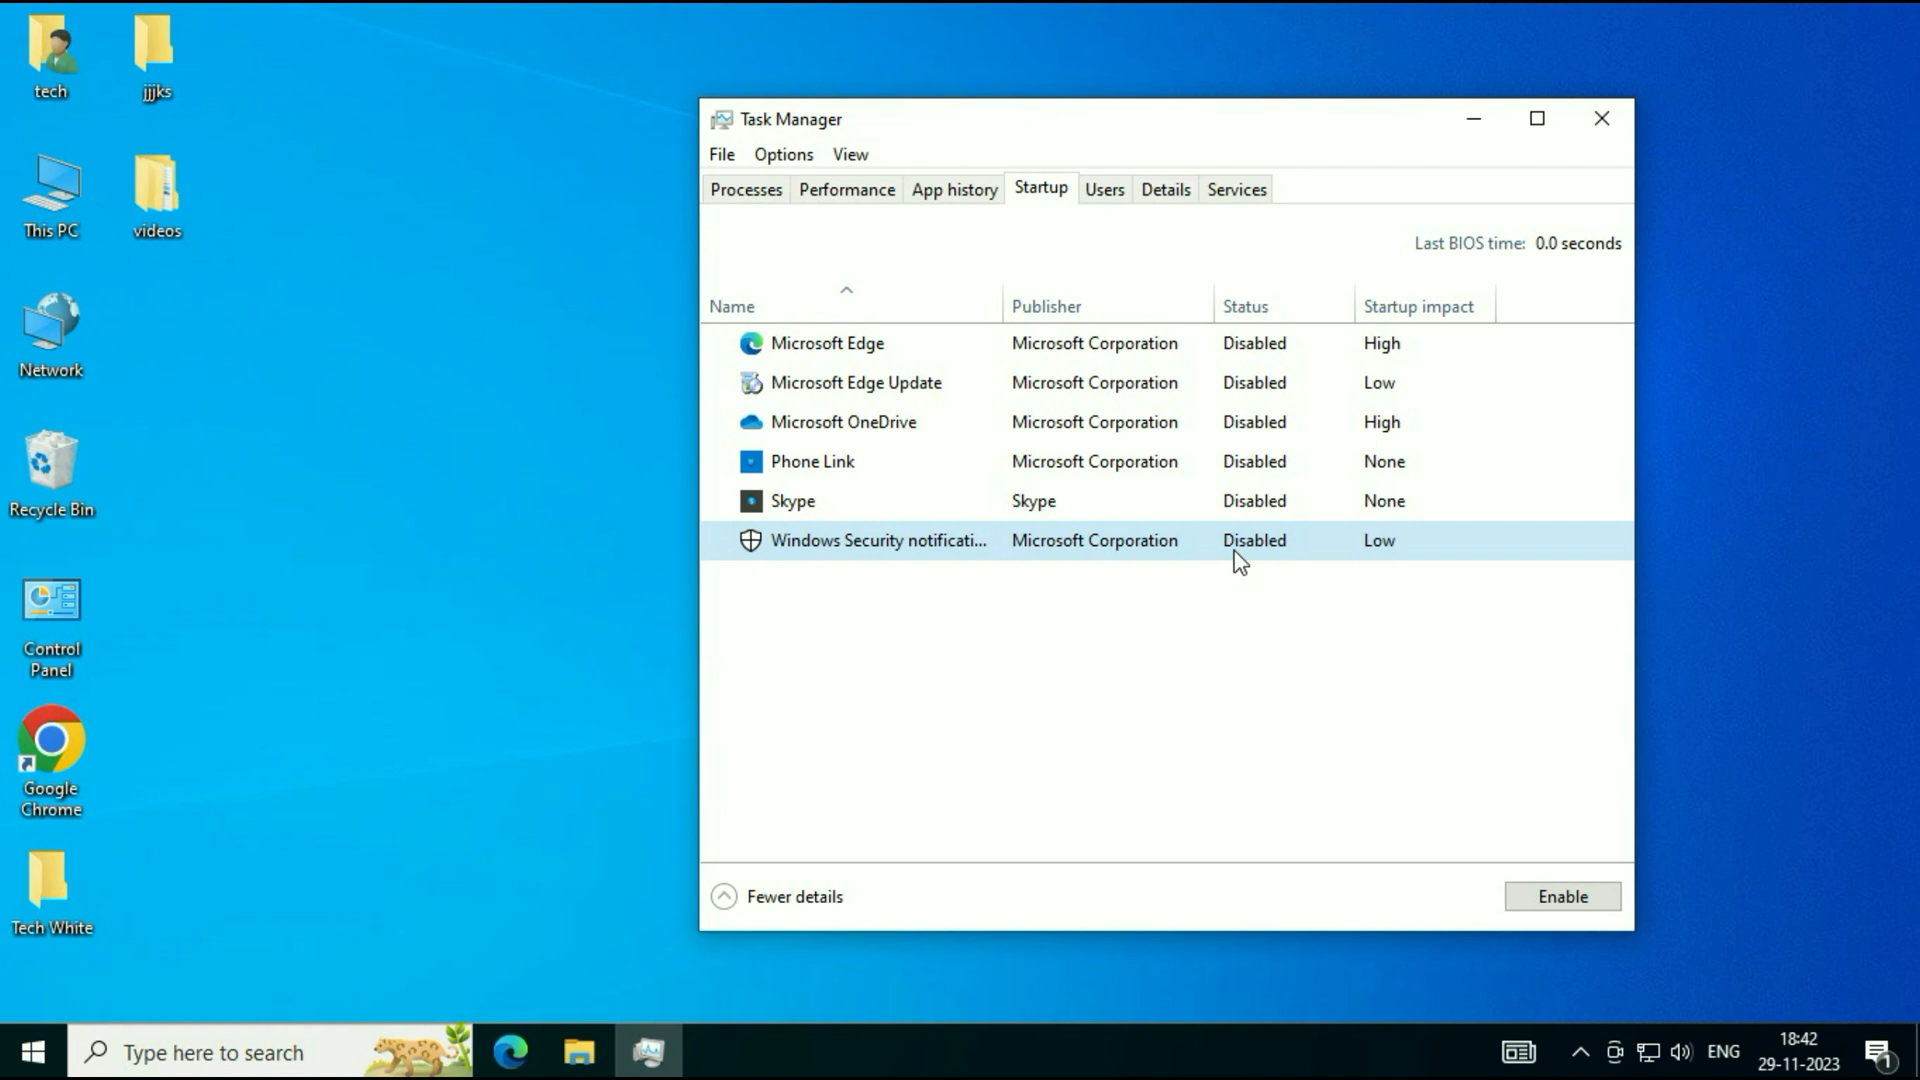 tech
jjjks
This PC
videos
Network
Recycle Bin
Control
Panel
Google
Chrome
Tech White
Task Manager
File Options View
Processes Performance App history Startup Users Details Services
Last BIOS time: 0.0 seconds
Name Publisher Status Startup impact
Microsoft Edge Microsoft Corporation Disabled High
Microsoft Edge Update Microsoft Corporation Disabled Low
Microsoft OneDrive Microsoft Corporation Disabled High
Phone Link Microsoft Corporation Disabled None
Skype Skype Disabled None
Windows Security notificati... Microsoft Corporation Disabled Low
Fewer details
Enable
Type here to search
ENG
18:42
29-11-2023
1